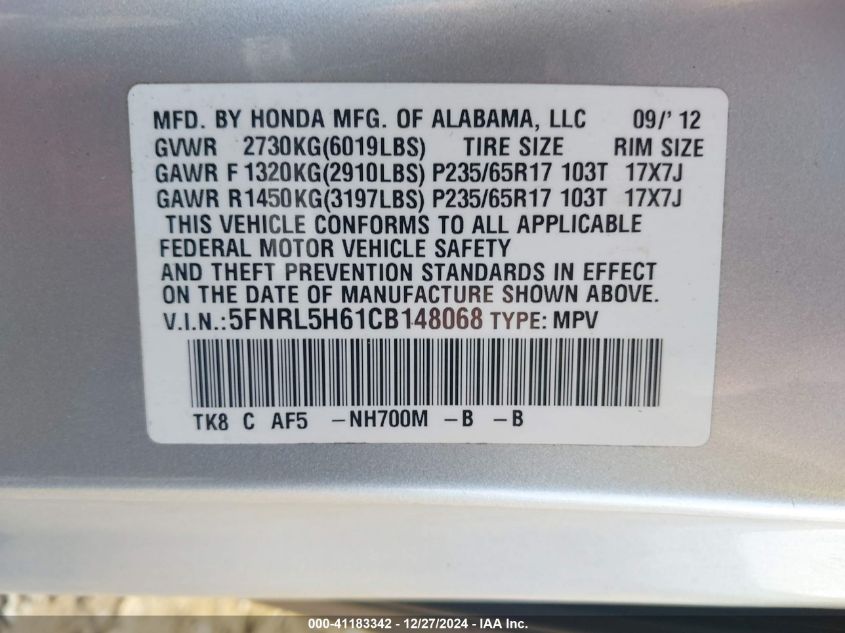 MFD. BY HONDA MFG. OF ALABAMA, LLC 09/' 12
GVWR 2730KG(6019LBS) TIRE SIZE RIM SIZE
GAWR F 1320KG(2910LBS) P235/65R17 103T 17X7J
GAWR R1450KG(3197LBS) P235/65R17 103T 17X7J
THIS VEHICLE CONFORMS TO ALL APPLICABLE
FEDERAL MOTOR VEHICLE SAFETY
AND THEFT PREVENTION STANDARDS IN EFFECT
ON THE DATE OF MANUFACTURE SHOWN ABOVE.
V.I.N.:5FNRL5H61CB148068 TYPE: MPV
TK8 C AF5 -NH700M -B -B
000-41183342 - 12/27/2024 - IAA Inc.